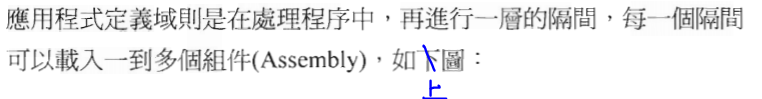 應用程式定義域則是在處理程序中，再進行一層的隔間，每一個隔間
可以載入一到多個組件(Assembly)，如下圖：
上